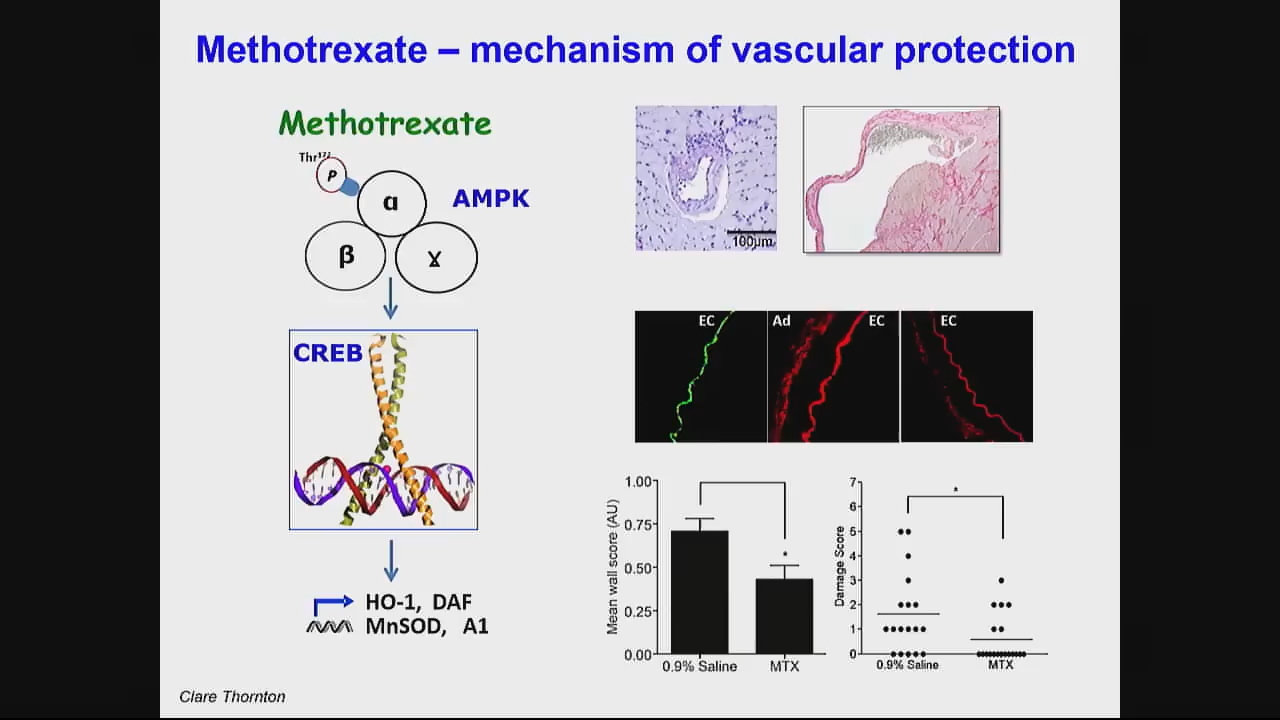 Methotrexate – mechanism of vascular protection
Methotrexate
P
α
AMPK
β
γ
100µm
EC
Ad
EC
EC
CREB
HO-1, DAF
MnSOD, A1
Mean wall score (AU)
1.00
0.75
0.50
0.25
0.00
*
0.9% Saline
MTX
Damage Score
7
6
5
4
3
2
1
0
*
0.9% Saline
MTX
Clare Thornton